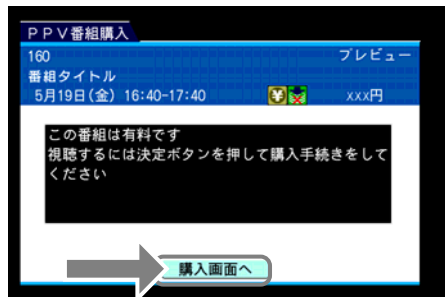 PPV番組購入
160 プレビュー
番組タイトル
5月19日(金) 16:40-17:40 ¥ xxx円
この番組は有料です
視聴するには決定ボタンを押して購入手続きをして
ください
購入画面へ